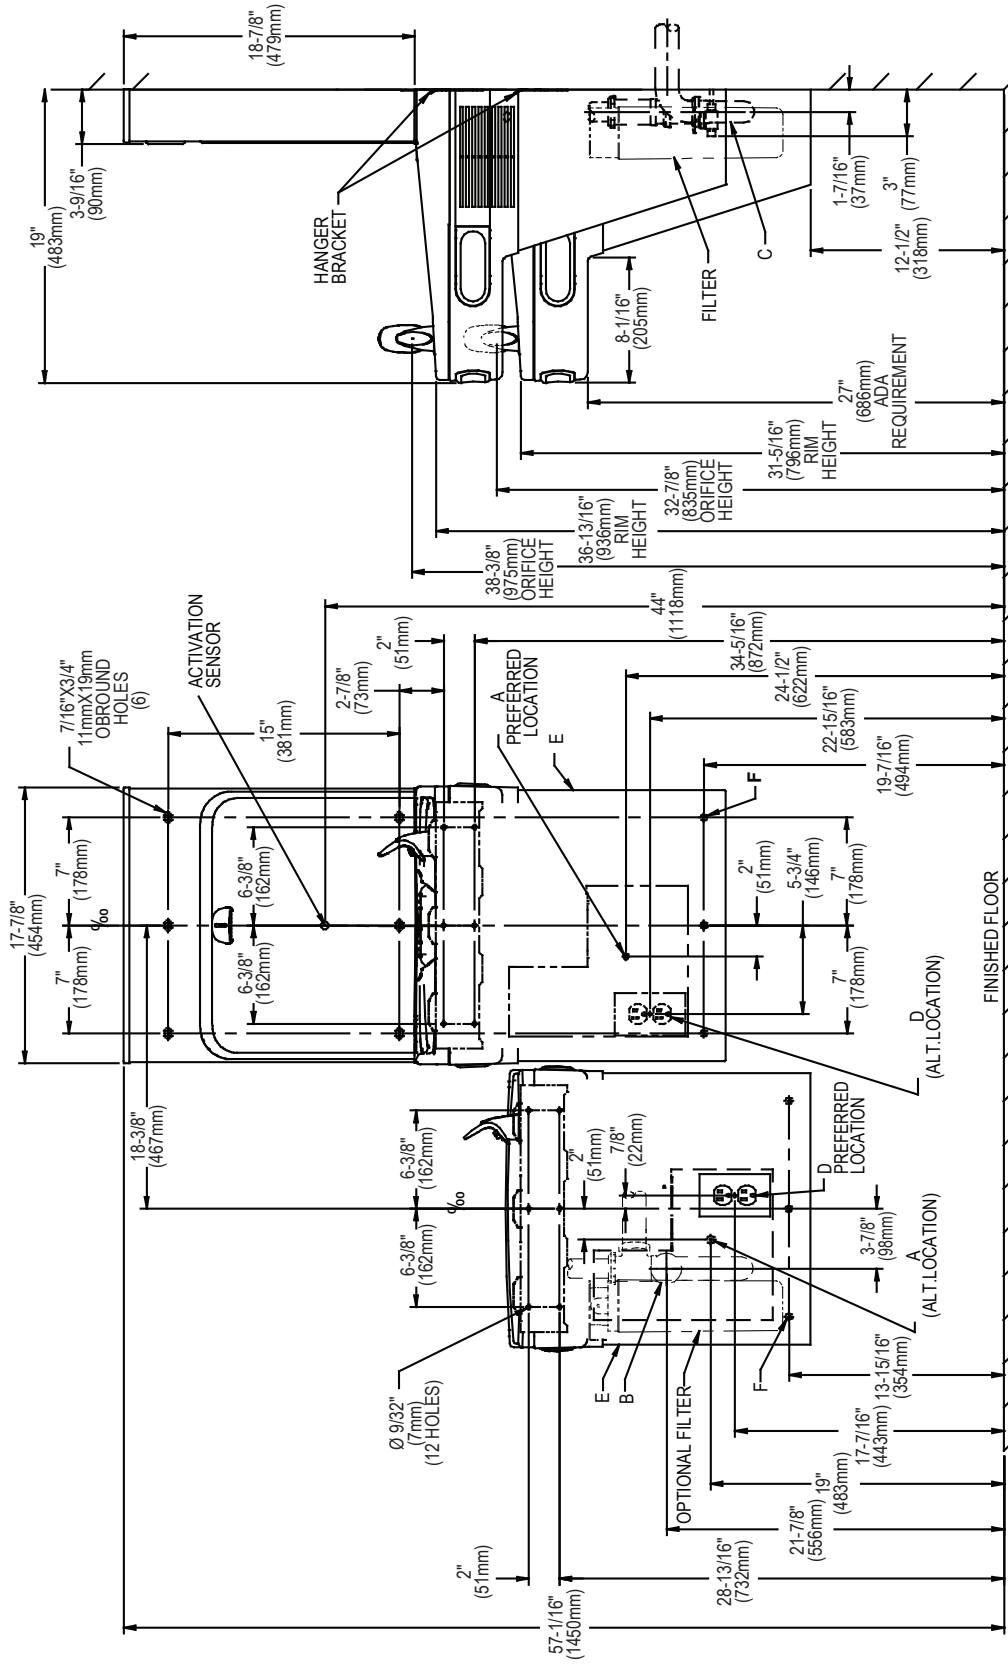 57-1/16"
(1450mm)
2"
(51mm)
28-13/16"
(732mm)
21-7/8"
(556mm)
19"
(483mm)
17-7/16"
(443mm)
13-15/16"
(354mm)
Ø 9/32"
(7mm)
(12 HOLES)
E
B
OPTIONAL FILTER
F
A
(ALT.LOCATION)
3-7/8"
(98mm)
6-3/8"
(162mm)
6-3/8"
(162mm)
‰
2"
(51mm)
7/8"
(22mm)
D
PREFERRED
LOCATION
18-3/8"
(467mm)
17-7/8"
(454mm)
7"
(178mm)
7"
(178mm)
‰
D
(ALT.LOCATION)
6-3/8"
(162mm)
6-3/8"
(162mm)
7"
(178mm)
7"
(178mm)
5-3/4"
(146mm)
2"
(51mm)
FINISHED FLOOR
7/16"X3/4"
11mmX19mm
OBROUND
HOLES
(6)
ACTIVATION
SENSOR
15"
(381mm)
2-7/8"
(73mm)
2"
(51mm)
A
PREFERRED
LOCATION
E
F
19-7/16"
(494mm)
22-15/16"
(583mm)
24-1/2"
(622mm)
34-5/16"
(872mm)
44"
(1118mm)
38-3/8"
(975mm)
ORIFICE
HEIGHT
36-13/16"
(936mm)
RIM
HEIGHT
32-7/8"
(835mm)
ORIFICE
HEIGHT
31-5/16"
(796mm)
RIM
HEIGHT
27"
(686mm)
ADA
REQUIREMENT
19"
(483mm)
3-9/16"
(90mm)
18-7/8"
(479mm)
HANGER
BRACKET
8-1/16"
(205mm)
FILTER
C
1-7/16"
(37mm)
3"
(77mm)
12-1/2"
(318mm)